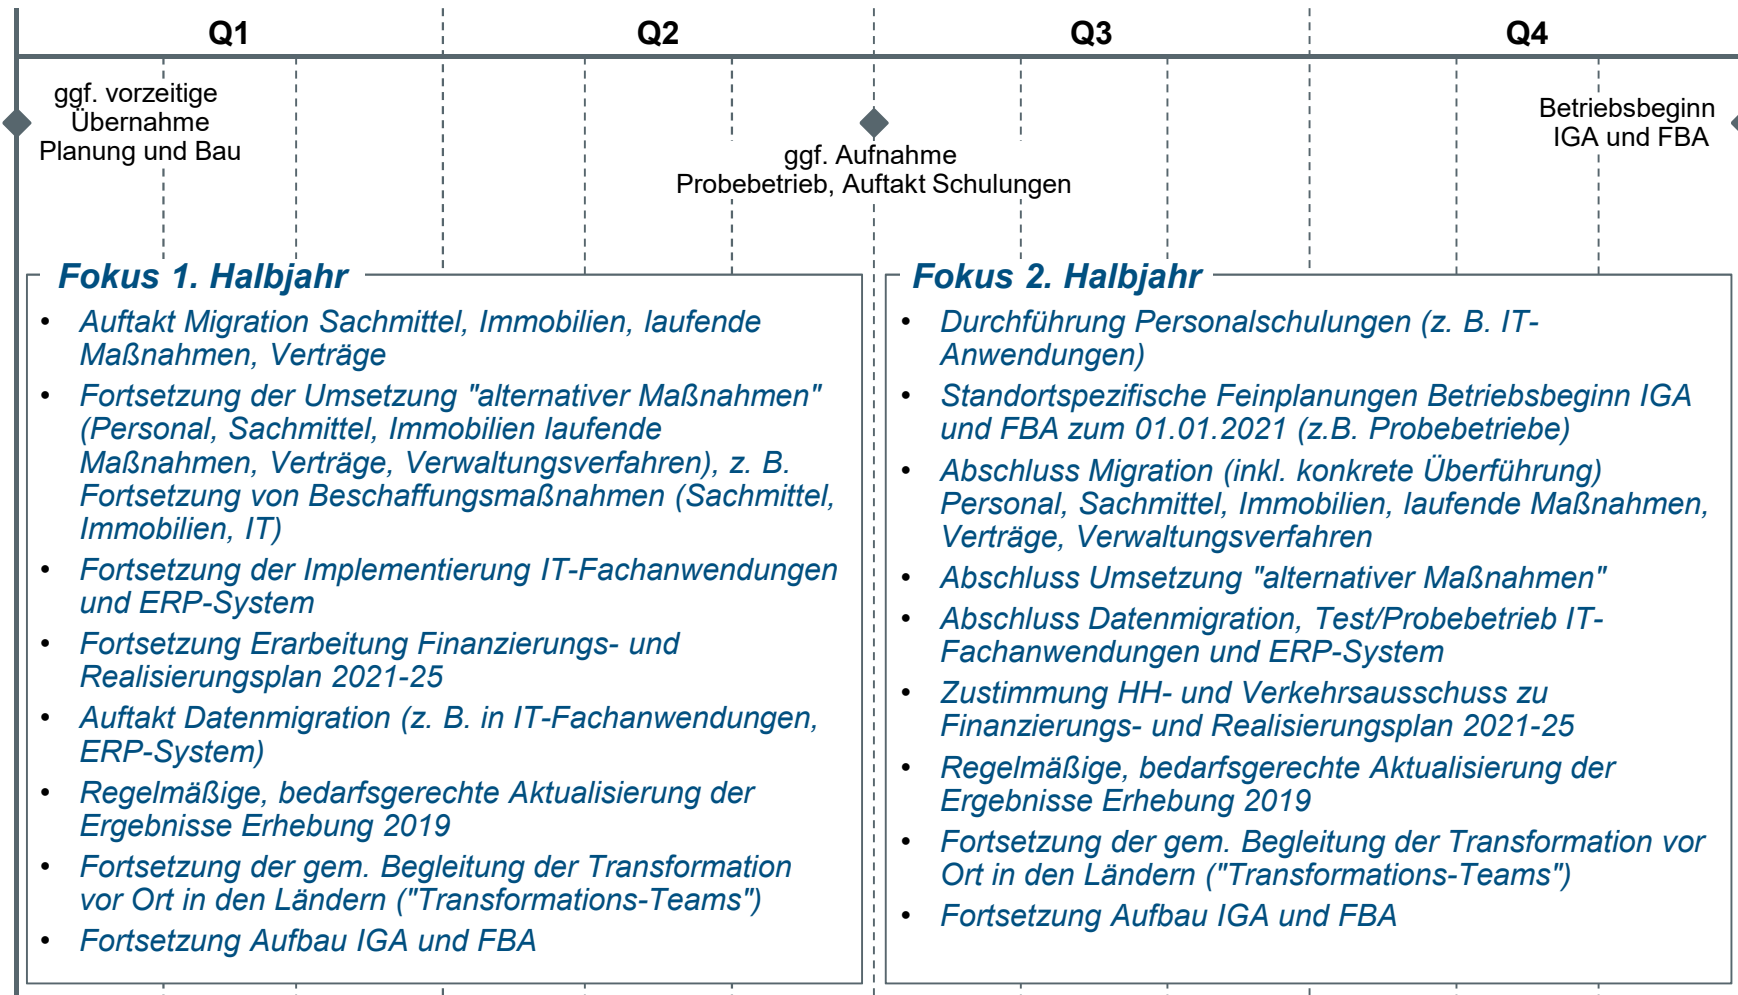 Q1
Q2
Q3
Q4
ggf. vorzeitige
Übernahme
Planung und Bau
ggf. Aufnahme
Probebetrieb, Auftakt Schulungen
Betriebsbeginn
IGA und FBA
Fokus 1. Halbjahr
• Auftakt Migration Sachmittel, Immobilien, laufende
Maßnahmen, Verträge
• Fortsetzung der Umsetzung "alternativer Maßnahmen"
(Personal, Sachmittel, Immobilien laufende
Maßnahmen, Verträge, Verwaltungsverfahren), z. B.
Fortsetzung von Beschaffungsmaßnahmen (Sachmittel,
Immobilien, IT)
• Fortsetzung der Implementierung IT-Fachanwendungen
und ERP-System
• Fortsetzung Erarbeitung Finanzierungs- und
Realisierungsplan 2021-25
• Auftakt Datenmigration (z. B. in IT-Fachanwendungen,
ERP-System)
• Regelmäßige, bedarfsgerechte Aktualisierung der
Ergebnisse Erhebung 2019
• Fortsetzung der gem. Begleitung der Transformation
vor Ort in den Ländern ("Transformations-Teams")
• Fortsetzung Aufbau IGA und FBA
Fokus 2. Halbjahr
• Durchführung Personalschulungen (z. B. IT-
Anwendungen)
• Standortspezifische Feinplanungen Betriebsbeginn IGA
und FBA zum 01.01.2021 (z.B. Probebetriebe)
• Abschluss Migration (inkl. konkrete Überführung)
Personal, Sachmittel, Immobilien, laufende Maßnahmen,
Verträge, Verwaltungsverfahren
• Abschluss Umsetzung "alternativer Maßnahmen"
• Abschluss Datenmigration, Test/Probebetrieb IT-
Fachanwendungen und ERP-System
• Zustimmung HH- und Verkehrsausschuss zu
Finanzierungs- und Realisierungsplan 2021-25
• Regelmäßige, bedarfsgerechte Aktualisierung der
Ergebnisse Erhebung 2019
• Fortsetzung der gem. Begleitung der Transformation vor
Ort in den Ländern ("Transformations-Teams")
• Fortsetzung Aufbau IGA und FBA